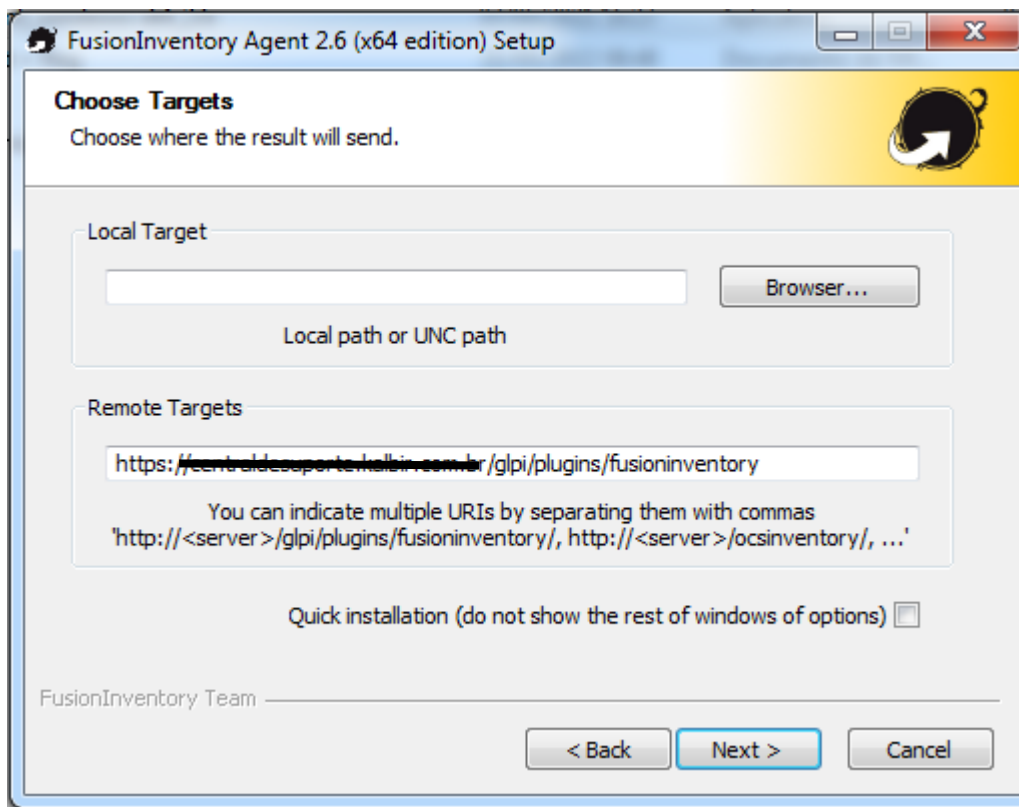 FusionInventory Agent 2.6 (x64 edition) Setup
Choose Targets
Choose where the result will send.
Local Target
Browser...
Local path or UNC path
Remote Targets
https:/r/glpi/plugins/fusioninventory
You can indicate multiple URIs by separating them with commas
'http://<server>/glpi/plugins/fusioninventory/, http://<server>/ocsinventory/, ...'
Quick installation (do not show the rest of windows of options)
FusionInventory Team
< Back
Next >
Cancel